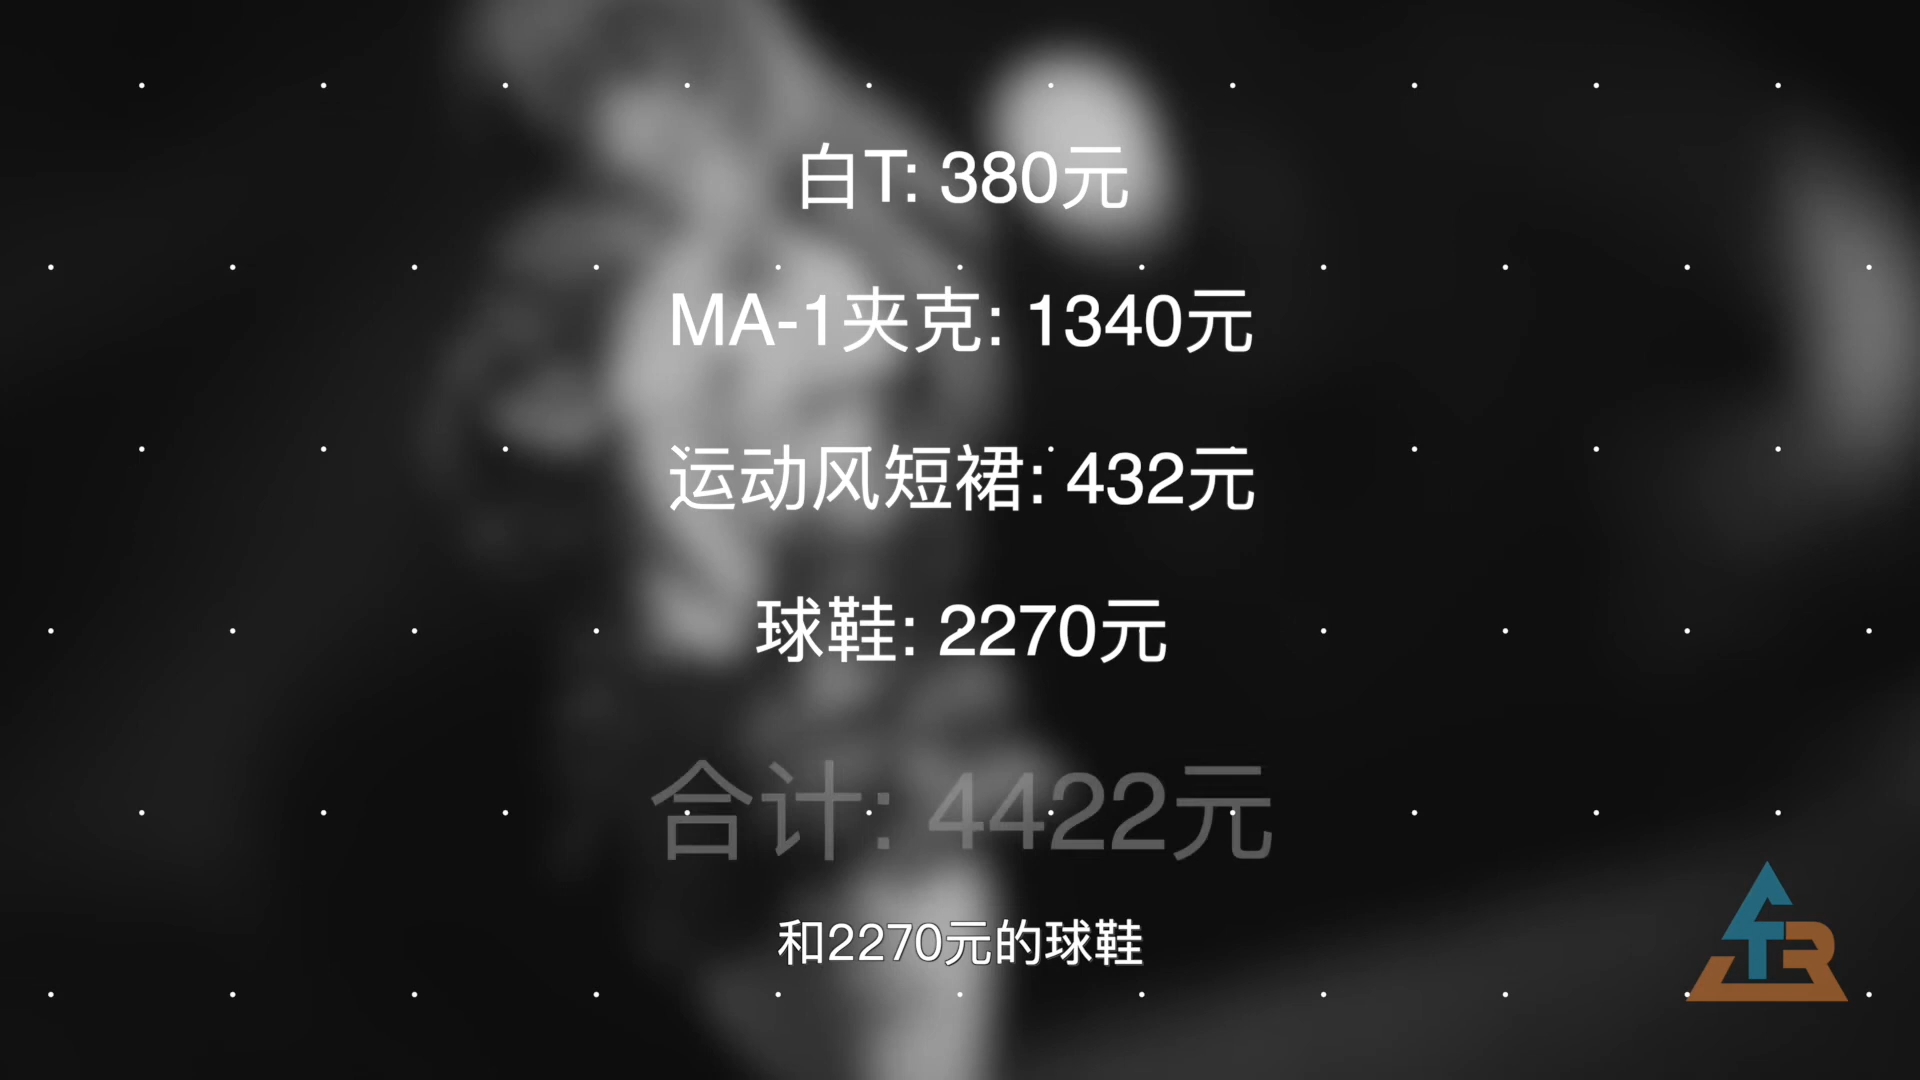 白T: 380元
MA-1夹克: 1340元
运动风短裙: 432元
球鞋: 2270元
合计: 4422元
和2270元的球鞋